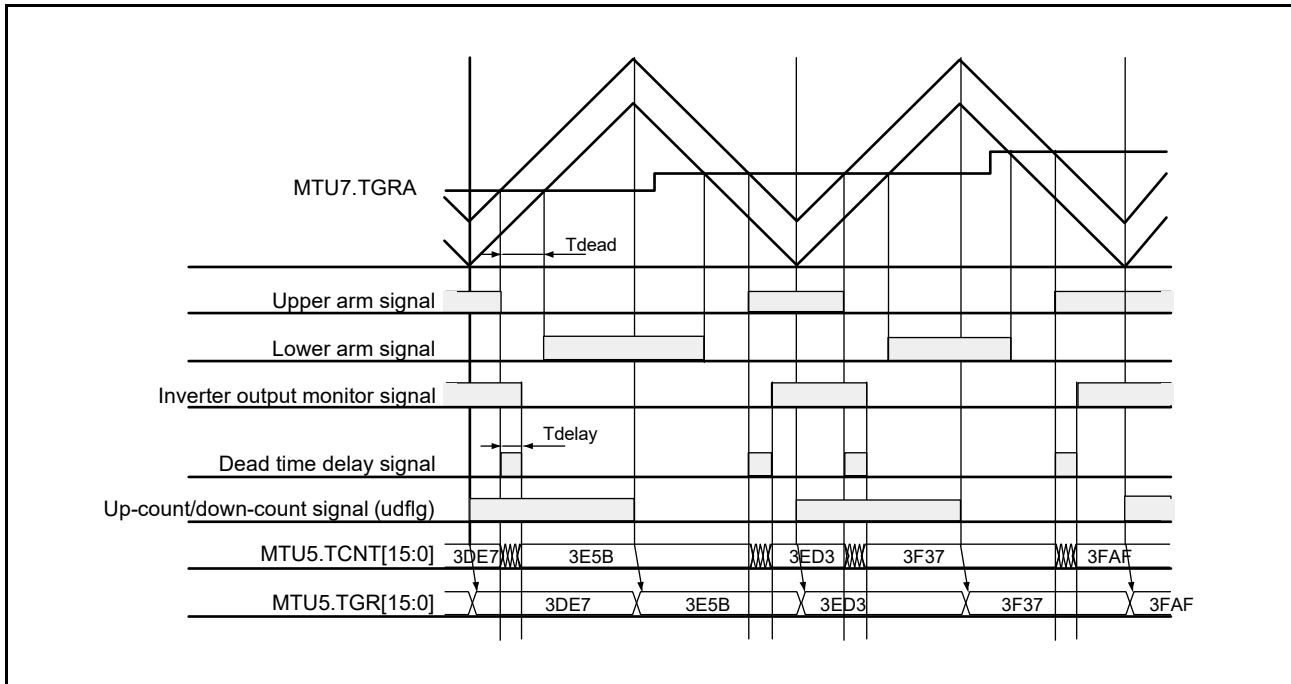 MTU7.TGRA
Tdead
Upper arm signal
Lower arm signal
Inverter output monitor signal
Tdelay
Dead time delay signal
Up-count/down-count signal (udflg)
MTU5.TCNT[15:0] 3DE7 3E5B 3ED3 3F37 3FAF
MTU5.TGR[15:0] 3DE7 3E5B 3ED3 3F37 3FAF